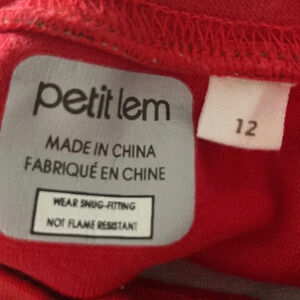 petit lem
MADE IN CHINA
FABRIQUÉ EN CHINE
WEAR SNUG-FITTING
NOT FLAME RESISTANT
12